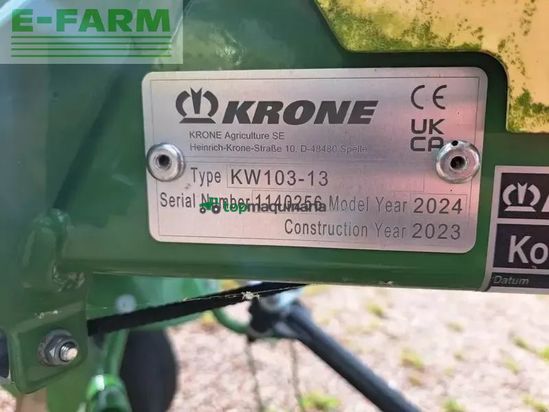 E-FARM
KRONE
CE
KRONE Agriculture SE
UK
CA
Heinrich-Krone-Straße 10, D-48480 Spelle
Type KW103-13
Serial Number 1140256 Model Year 2024
topmaquinaria
Construction Year 2023
Ko
Datum